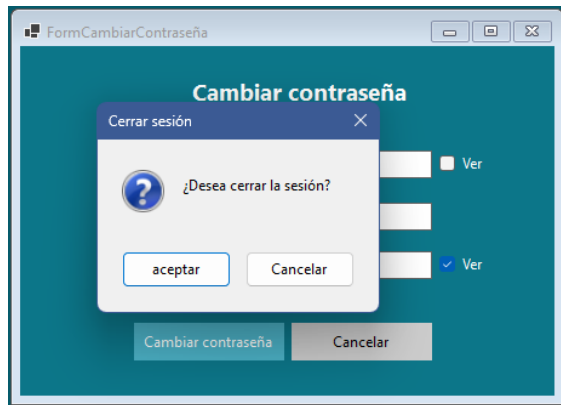 FormCambiarContraseña
Cambiar contraseña
Cerrar sesión
Ver
¿Desea cerrar la sesión?
aceptar
Cancelar
Ver
Cambiar contraseña
Cancelar